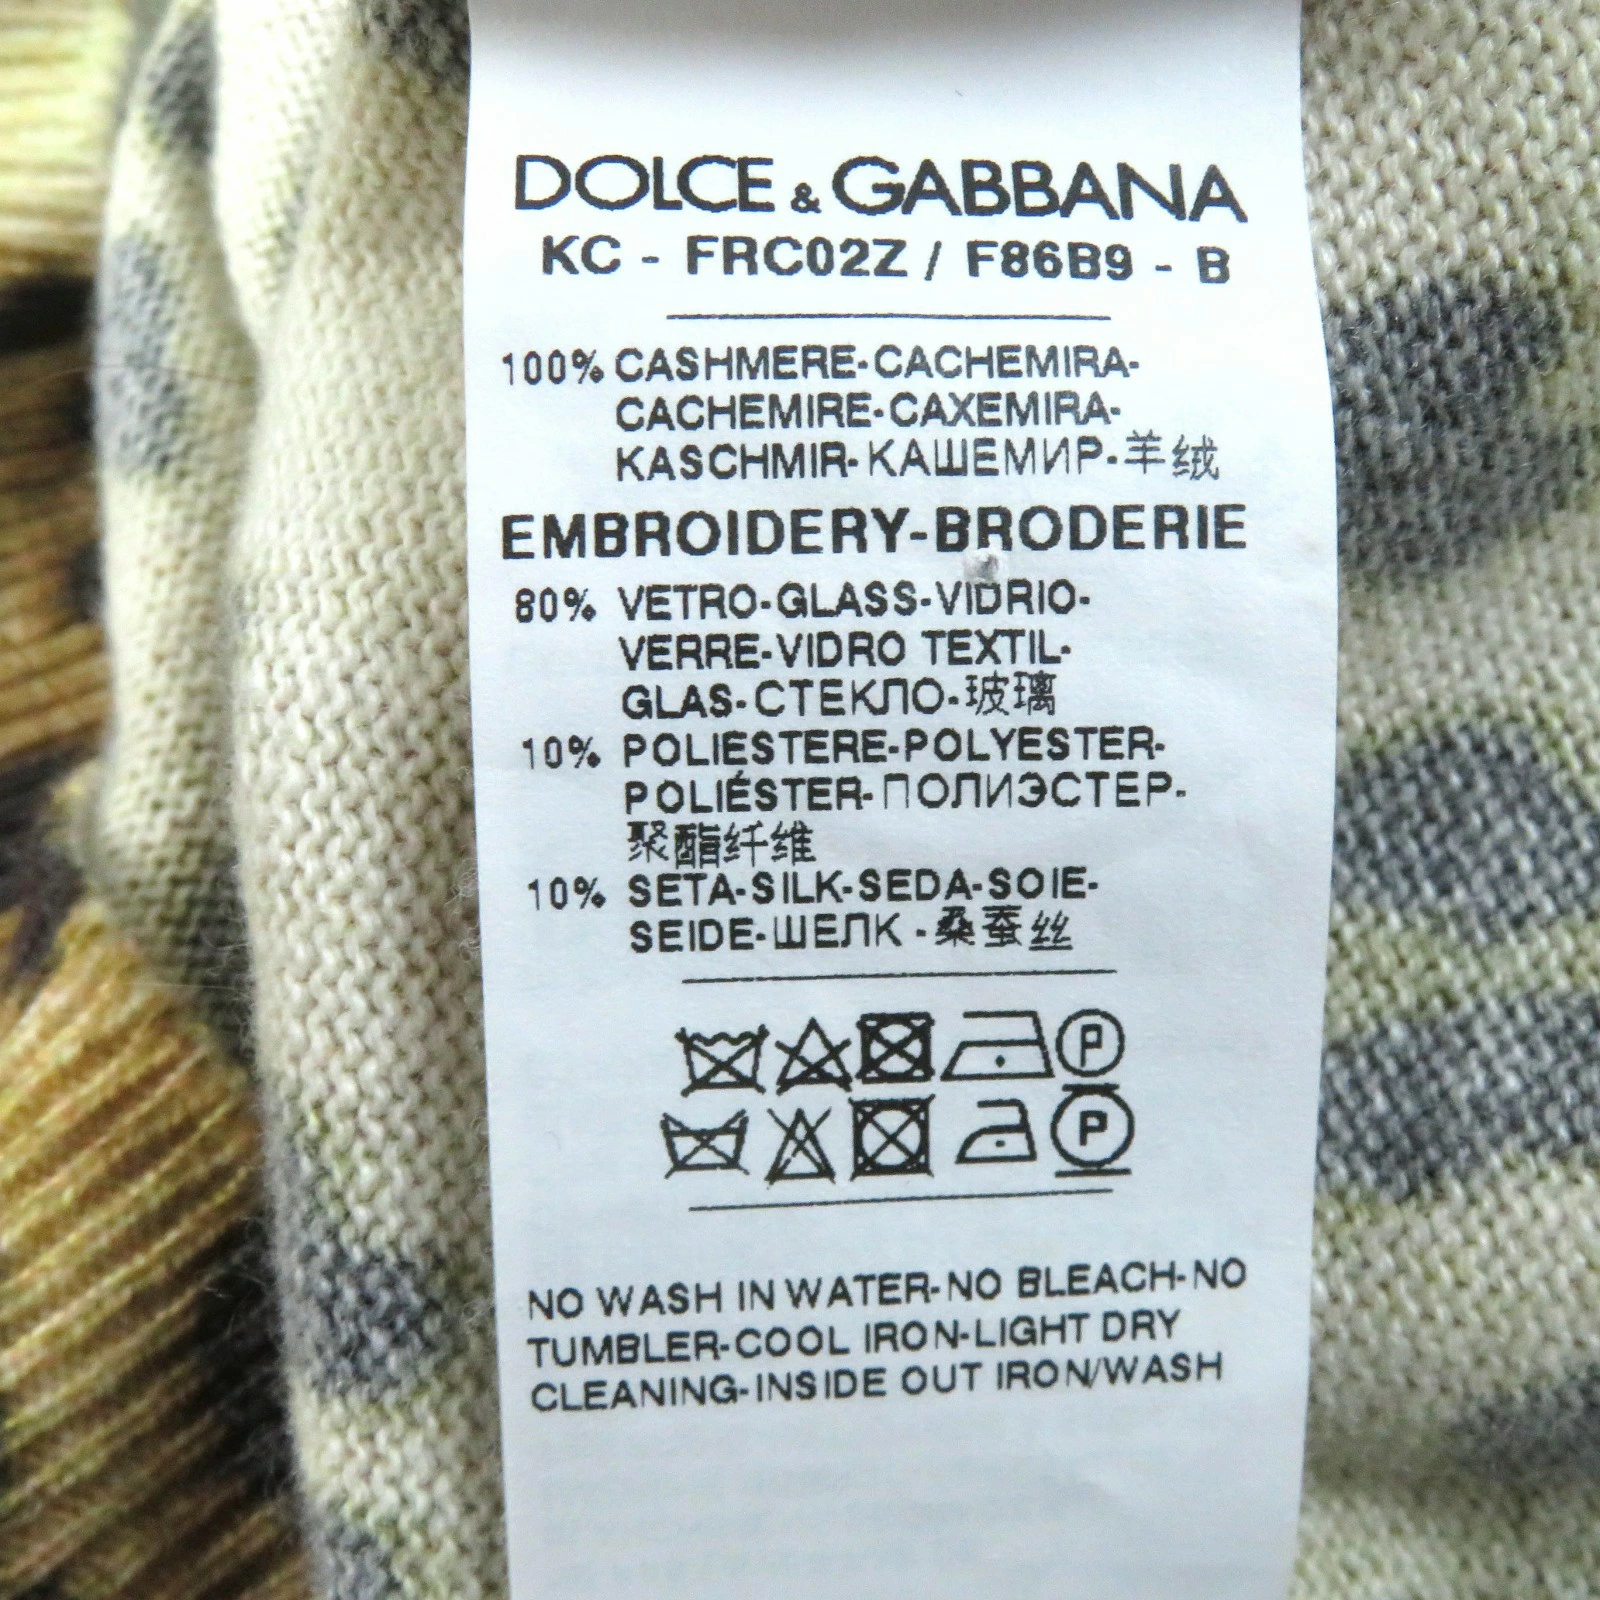 DOLCE & GABBANA
KC - FRC02Z / F86B9 - B
100% CASHMERE-CACHEMIRA-
CACHEMIRE-CAXEMIRA-
KASCHMIR-КАШЕМИР-羊绒
EMBROIDERY-BRODERIE
80% VETRO-GLASS-VIDRIO-
VERRE-VIDRO TEXTIL-
GLAS-СТЕКЛО-玻璃
10% POLIESTERE-POLYESTER-
POLIÉSTER-ПОЛИЭСТЕР-
聚酯纤维
10% SETA-SILK-SEDA-SOIE-
SEIDE-ШЕЛК-桑蚕丝
P
P
NO WASH IN WATER-NO BLEACH-NO
TUMBLER-COOL IRON-LIGHT DRY
CLEANING-INSIDE OUT IRON/WASH